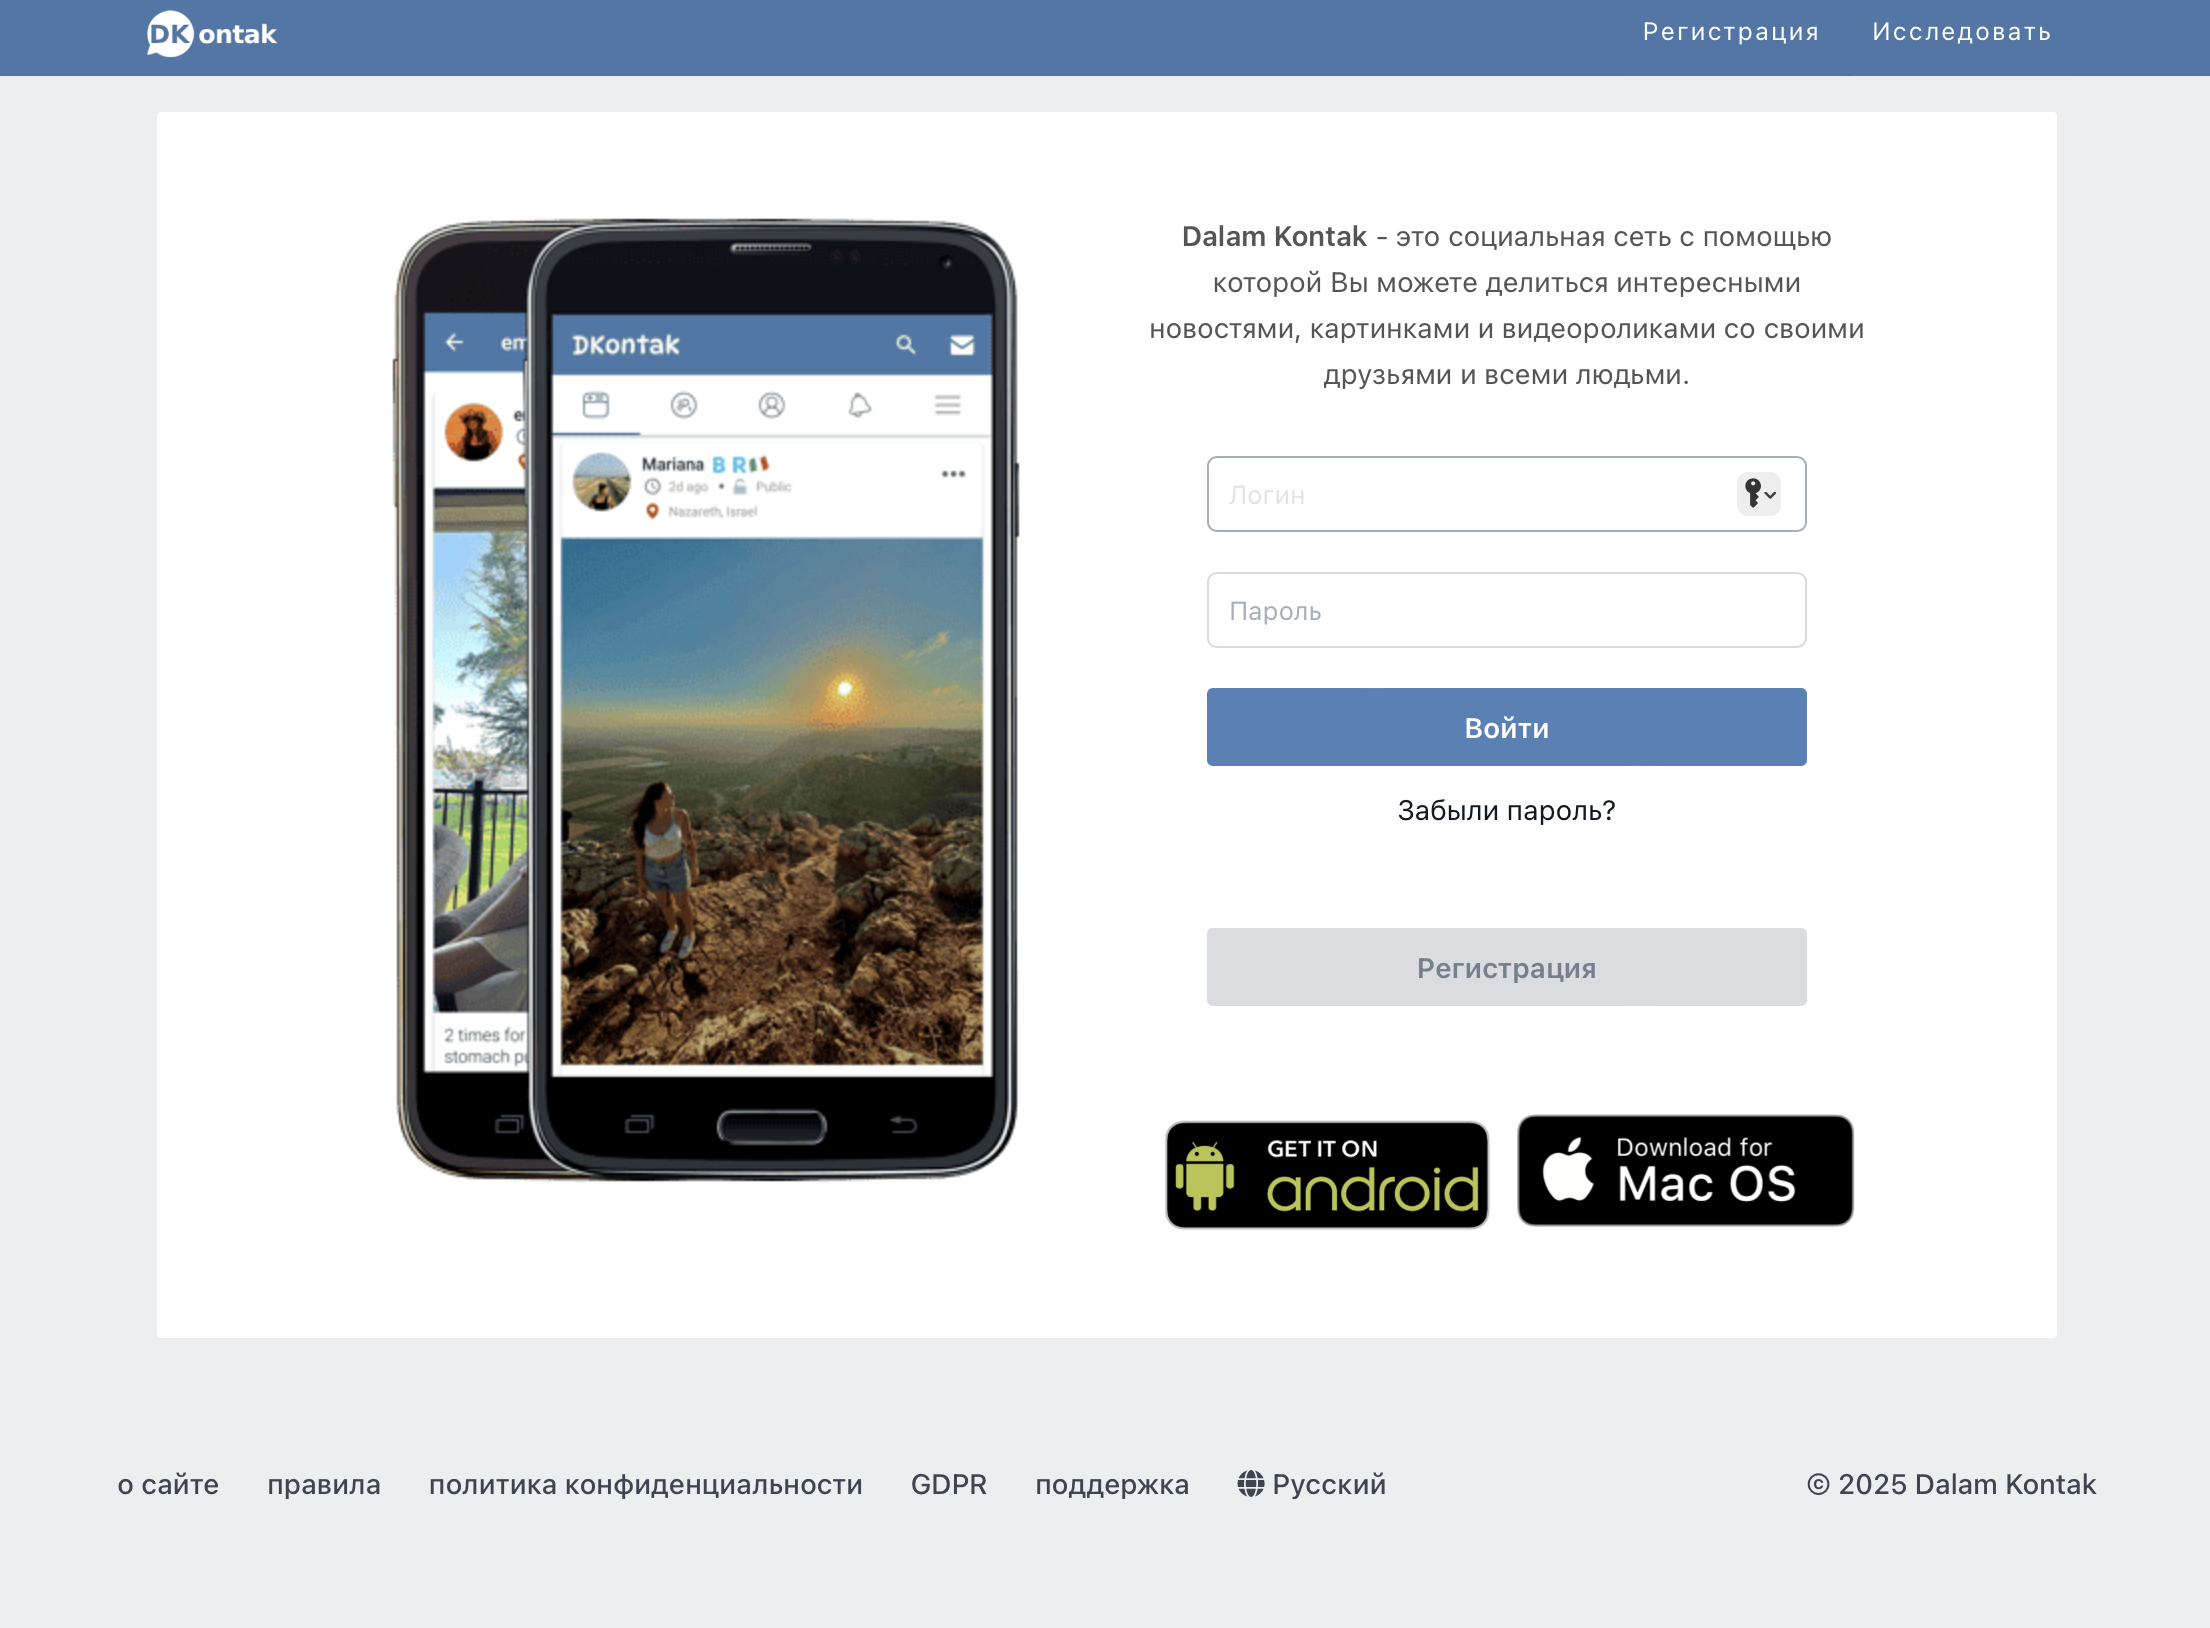 DKontak
Регистрация
Исследовать
Dalam Kontak - это социальная сеть с помощью
которой Вы можете делиться интересными
новостями, картинками и видеороликами со своими
друзьями и всеми людьми.
Логин
Пароль
Войти
Забыли пароль?
Регистрация
GET IT ON
android
Download for
Mac OS
em
DKontak
Mariana
2d ago • Public
Nazareth, Israel
2 times for
stomach
о сайте
правила
политика конфиденциальности
GDPR
поддержка
Русский
© 2025 Dalam Kontak